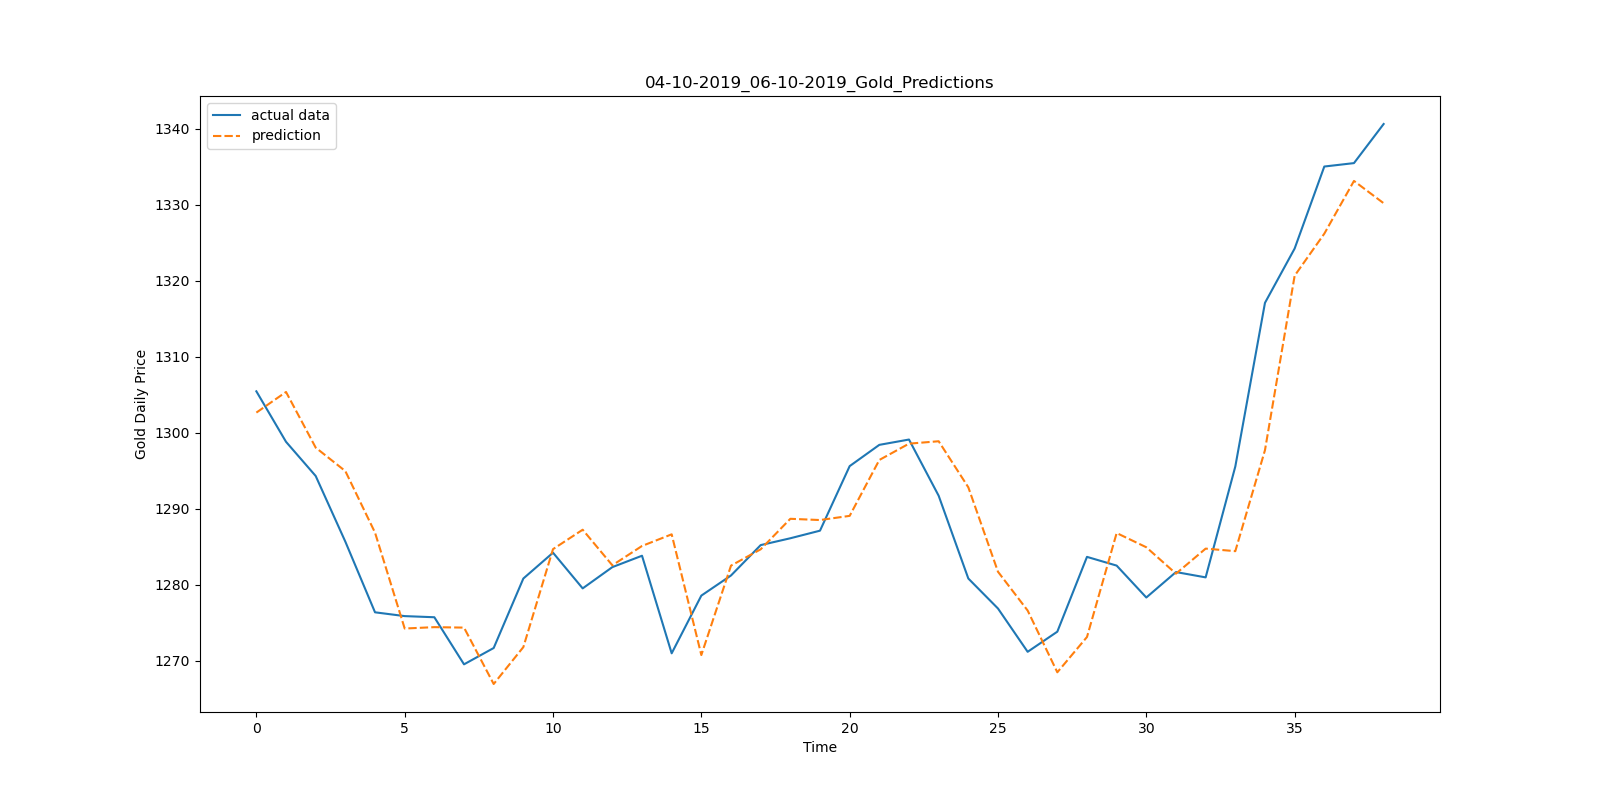 04-10-2019_06-10-2019_Gold_Predictions
actual data
prediction
1340
1330
1320
1310
1300
1290
1280
1270
Gold Daily Price
0 5 10 15 20 25 30 35
Time